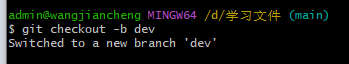 admin@wangjiancheng MINGW64 /d/学习文件 (main)
$ git checkout -b dev
Switched to a new branch 'dev'